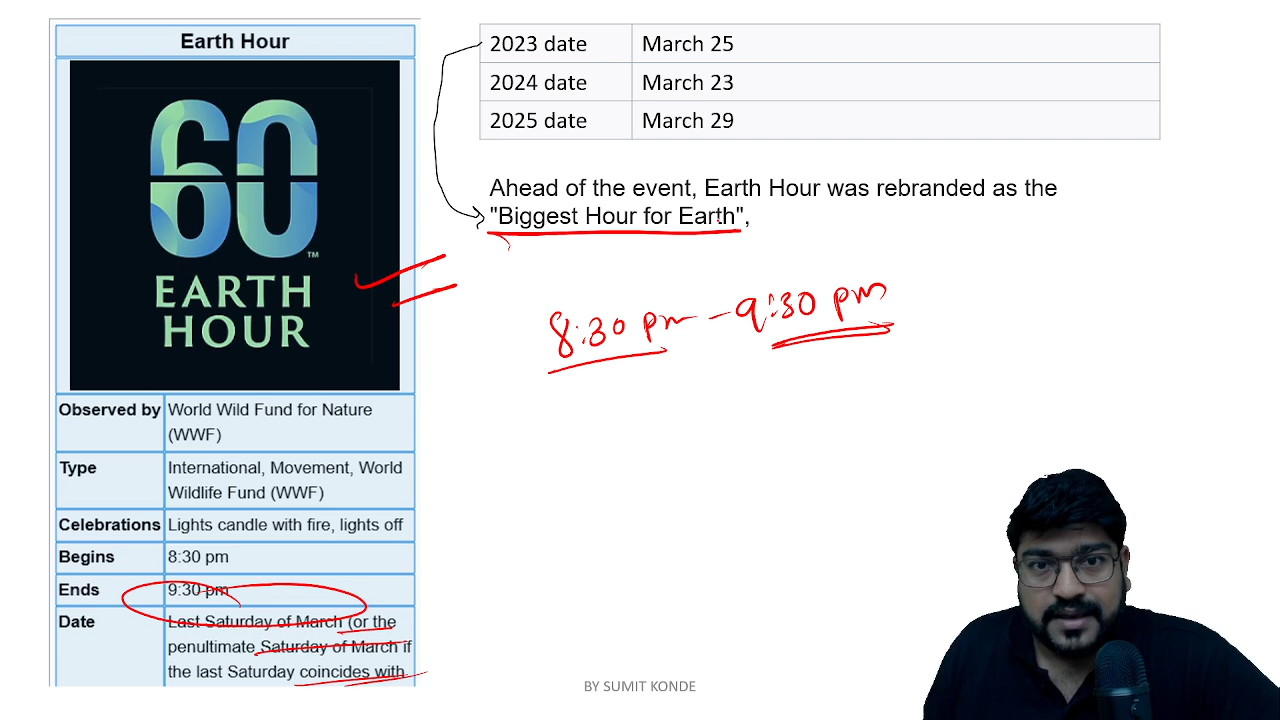 Earth Hour
60
™
EARTH
HOUR
Observed by World Wild Fund for Nature
(WWF)
Type International, Movement, World
Wildlife Fund (WWF)
Celebrations Lights candle with fire, lights off
Begins 8:30 pm
Ends 9:30 pm
Date Last Saturday of March (or the
penultimate Saturday of March if
the last Saturday coincides with
2023 date March 25
2024 date March 23
2025 date March 29
Ahead of the event, Earth Hour was rebranded as the
"Biggest Hour for Earth",
8:30 pm – 9:30 pm
BY SUMIT KONDE